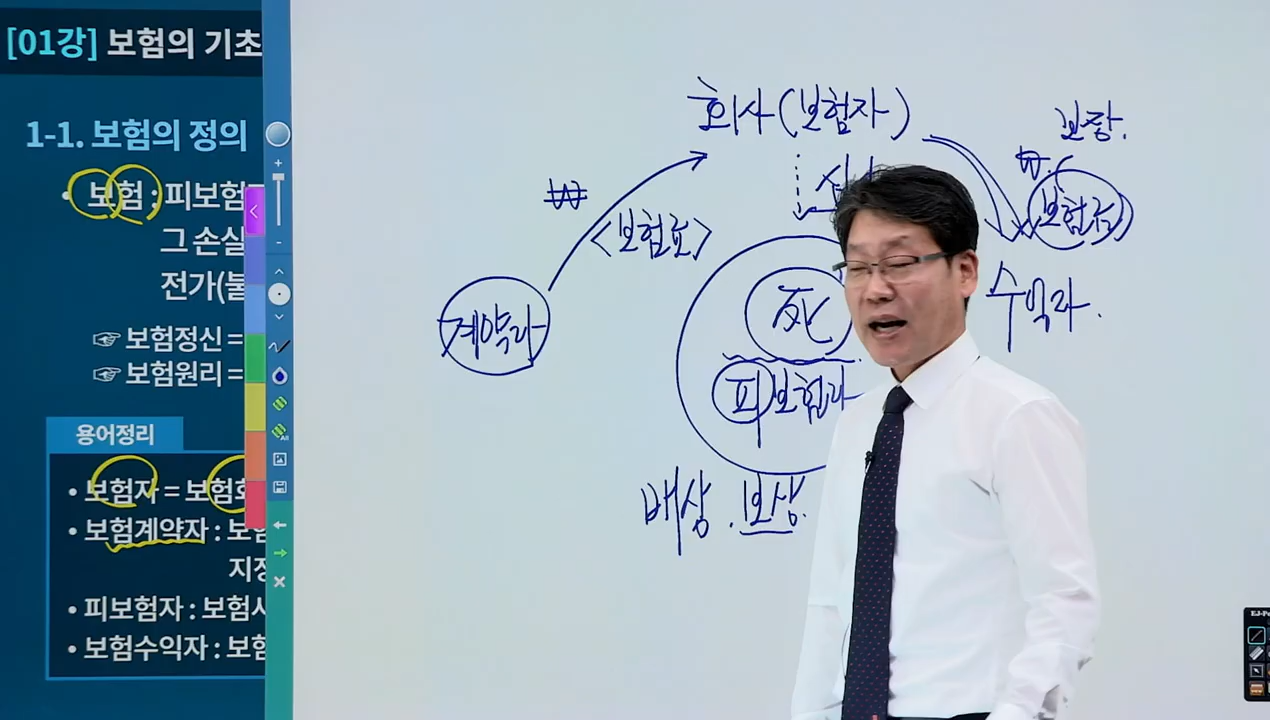 [01강] 보험의 기초
1-1. 보험의 정의
• 보험 : 피보험
그 손실
전가(불
☞ 보험정신 =
☞ 보험원리 =
용어정리
• 보험자 = 보험회
• 보험계약자 : 보험
지정
• 피보험자 : 보험사
• 보험수익자 : 보험
회사 (보험자)
보장.
₩
₩.
<보험료>
(보험금)
계약자
死
수익자.
피보험자
배상. 보상.